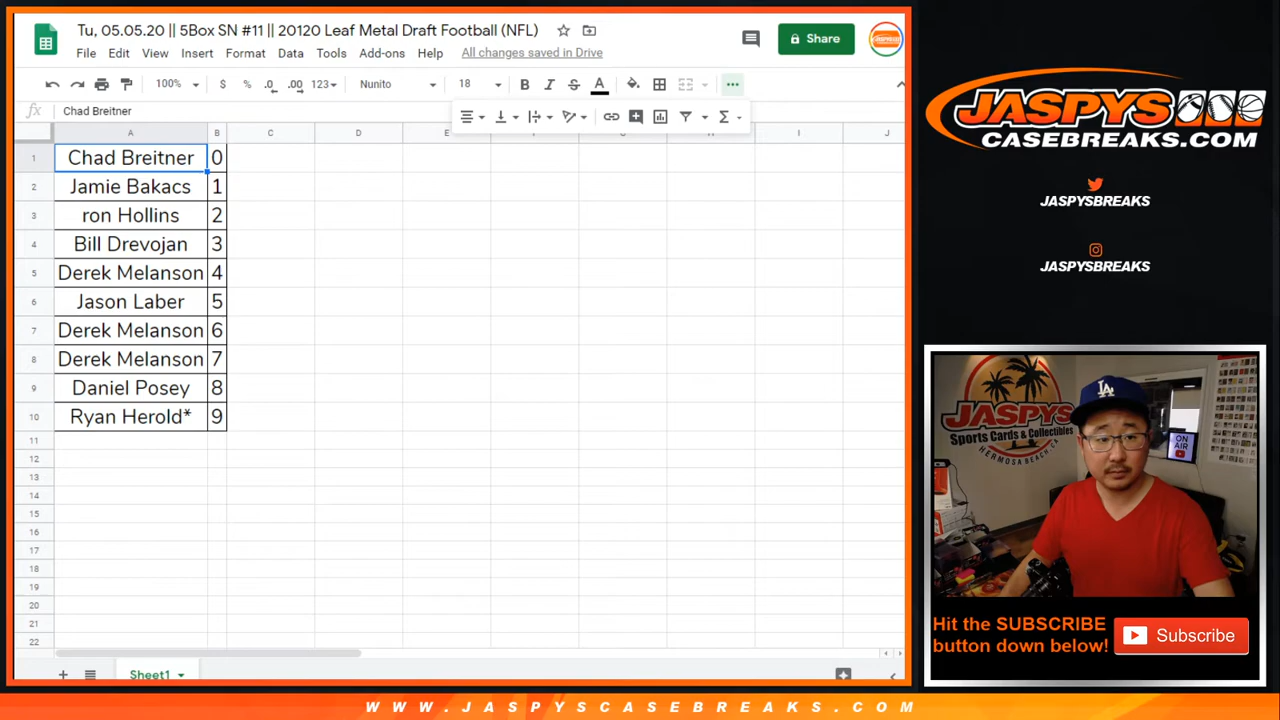 Tu, 05.05.20 || 5Box SN #11 || 20120 Leaf Metal Draft Football (NFL)
File Edit View Insert Format Data Tools Add-ons Help All changes saved in Drive
Share
100% $ % .0 .00 123 Nunito 18 B I S A
fx Chad Breitner
A B C D E F G H I J
1 Chad Breitner 0
2 Jamie Bakacs 1
3 ron Hollins 2
4 Bill Drevojan 3
5 Derek Melanson 4
6 Jason Laber 5
7 Derek Melanson 6
8 Derek Melanson 7
9 Daniel Posey 8
10 Ryan Herold* 9
11
12
13
14
15
16
17
18
19
20
21
22
Sheet1
JASPYS
CASEBREAKS.COM
JASPYSBREAKS
JASPYSBREAKS
JASPYS
Sports Cards & Collectibles
HERMOSA BEACH, CA
LA
ON
AIR
Hit the SUBSCRIBE
button down below!
Subscribe
WWW.JASPYSCASEBREAKS.COM